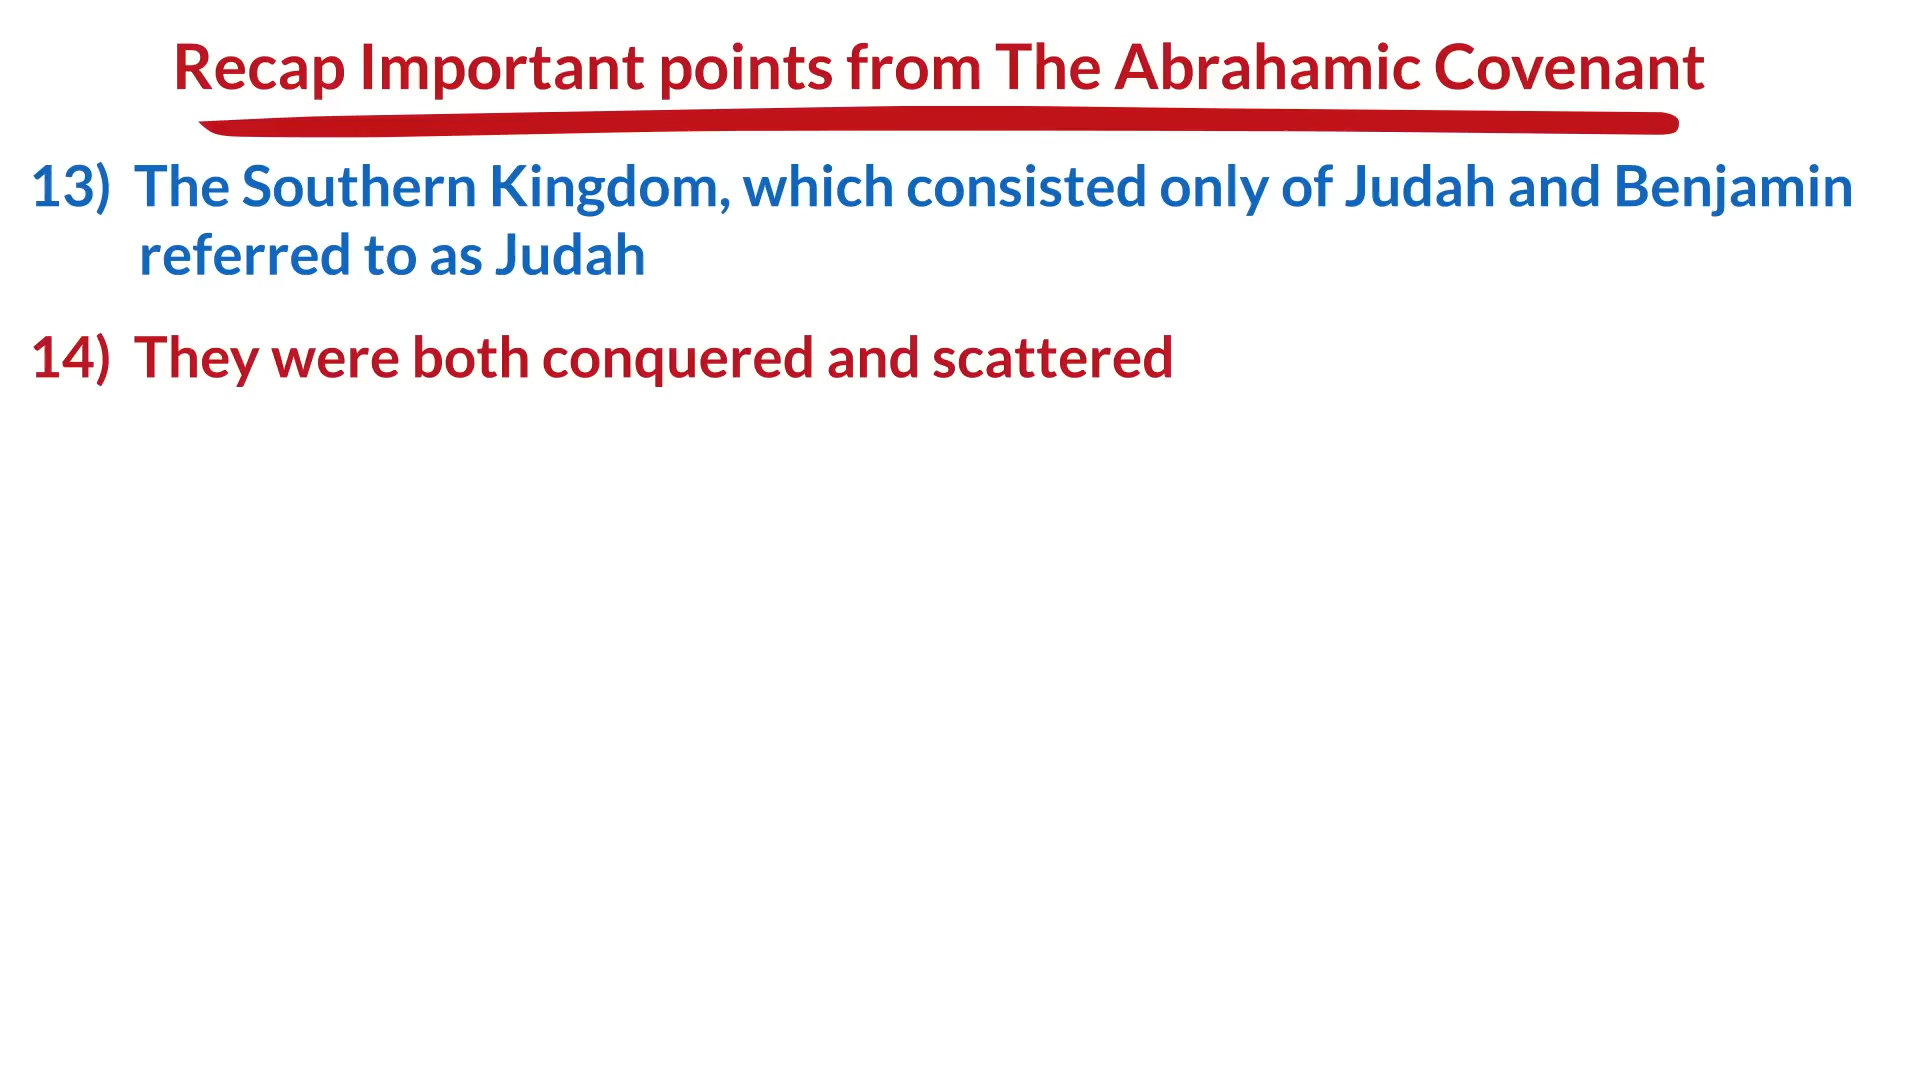 Recap Important points from The Abrahamic Covenant
13) The Southern Kingdom, which consisted only of Judah and Benjamin
referred to as Judah
14) They were both conquered and scattered